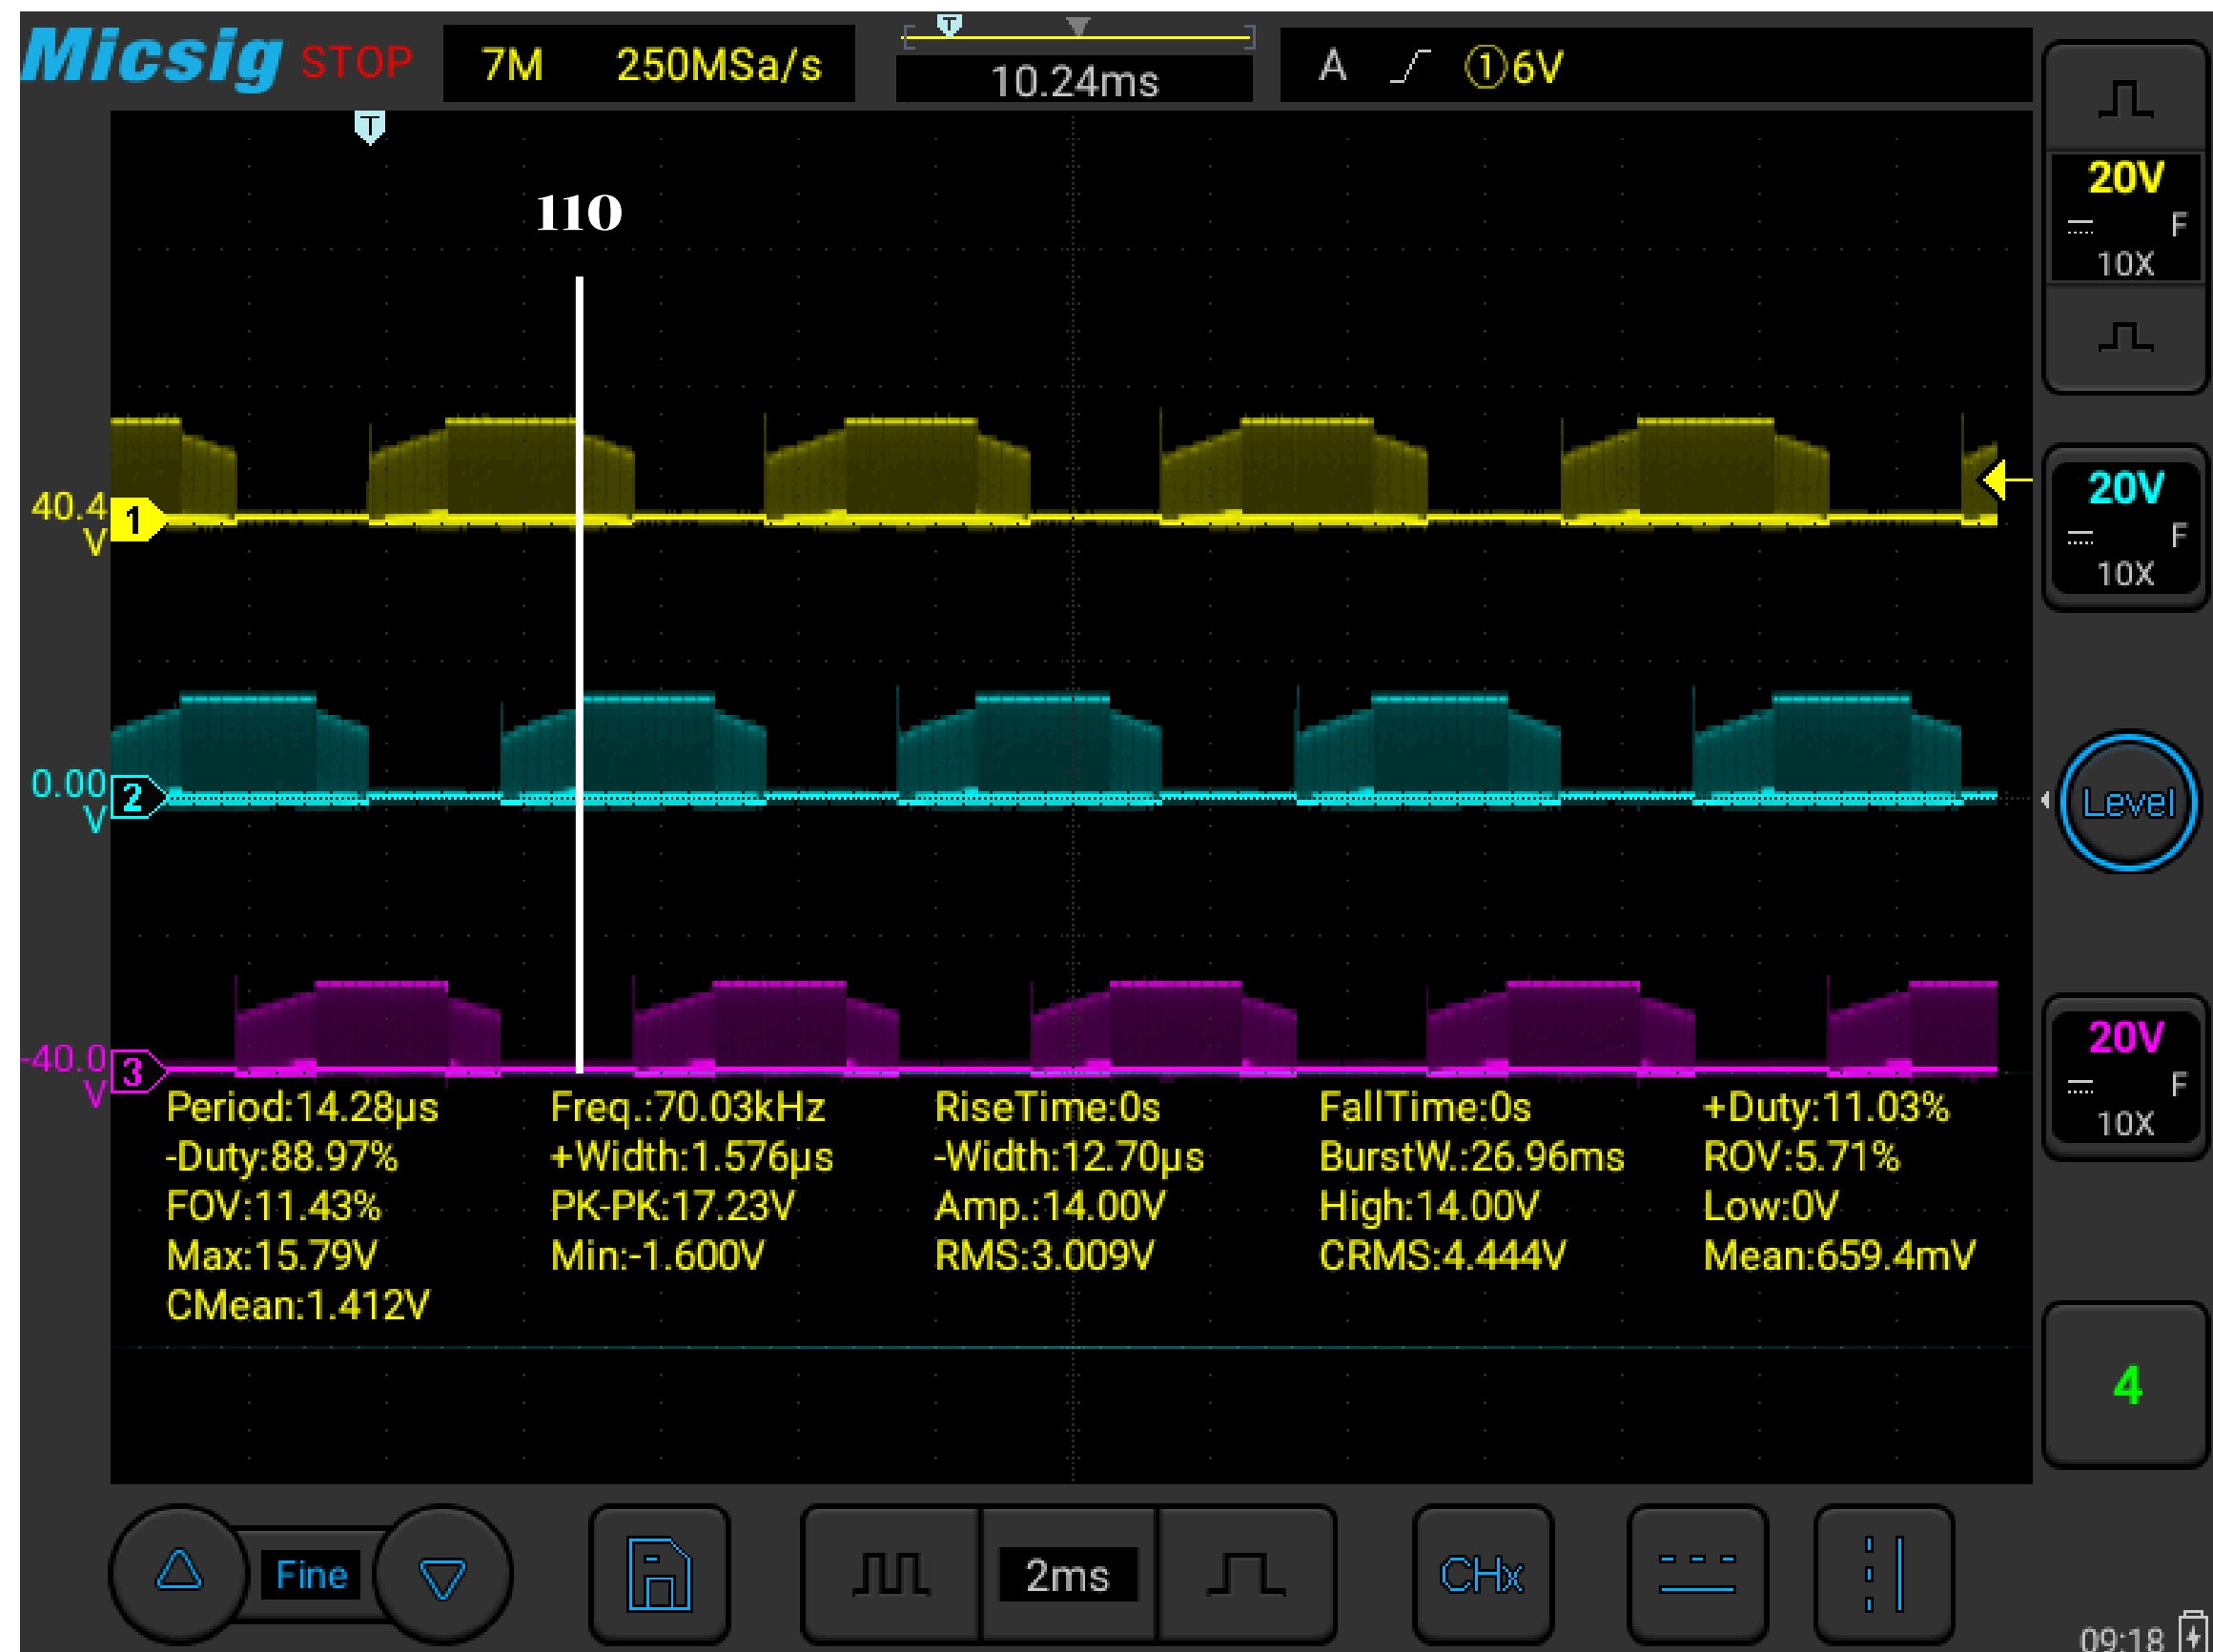 Micsig STOP 7M 250MSa/s 10.24ms A ①6V
T
T
110
20V
F
10X
40.4
V
1
20V
F
10X
0.00
V
2
Level
20V
F
10X
-40.0
V
3
Period:14.28µs Freq.:70.03kHz RiseTime:0s FallTime:0s +Duty:11.03%
-Duty:88.97% +Width:1.576µs -Width:12.70µs BurstW.:26.96ms ROV:5.71%
FOV:11.43% PK-PK:17.23V Amp.:14.00V High:14.00V Low:0V
Max:15.79V Min:-1.600V RMS:3.009V CRMS:4.444V Mean:659.4mV
CMean:1.412V
4
Fine 2ms CHx
09:18